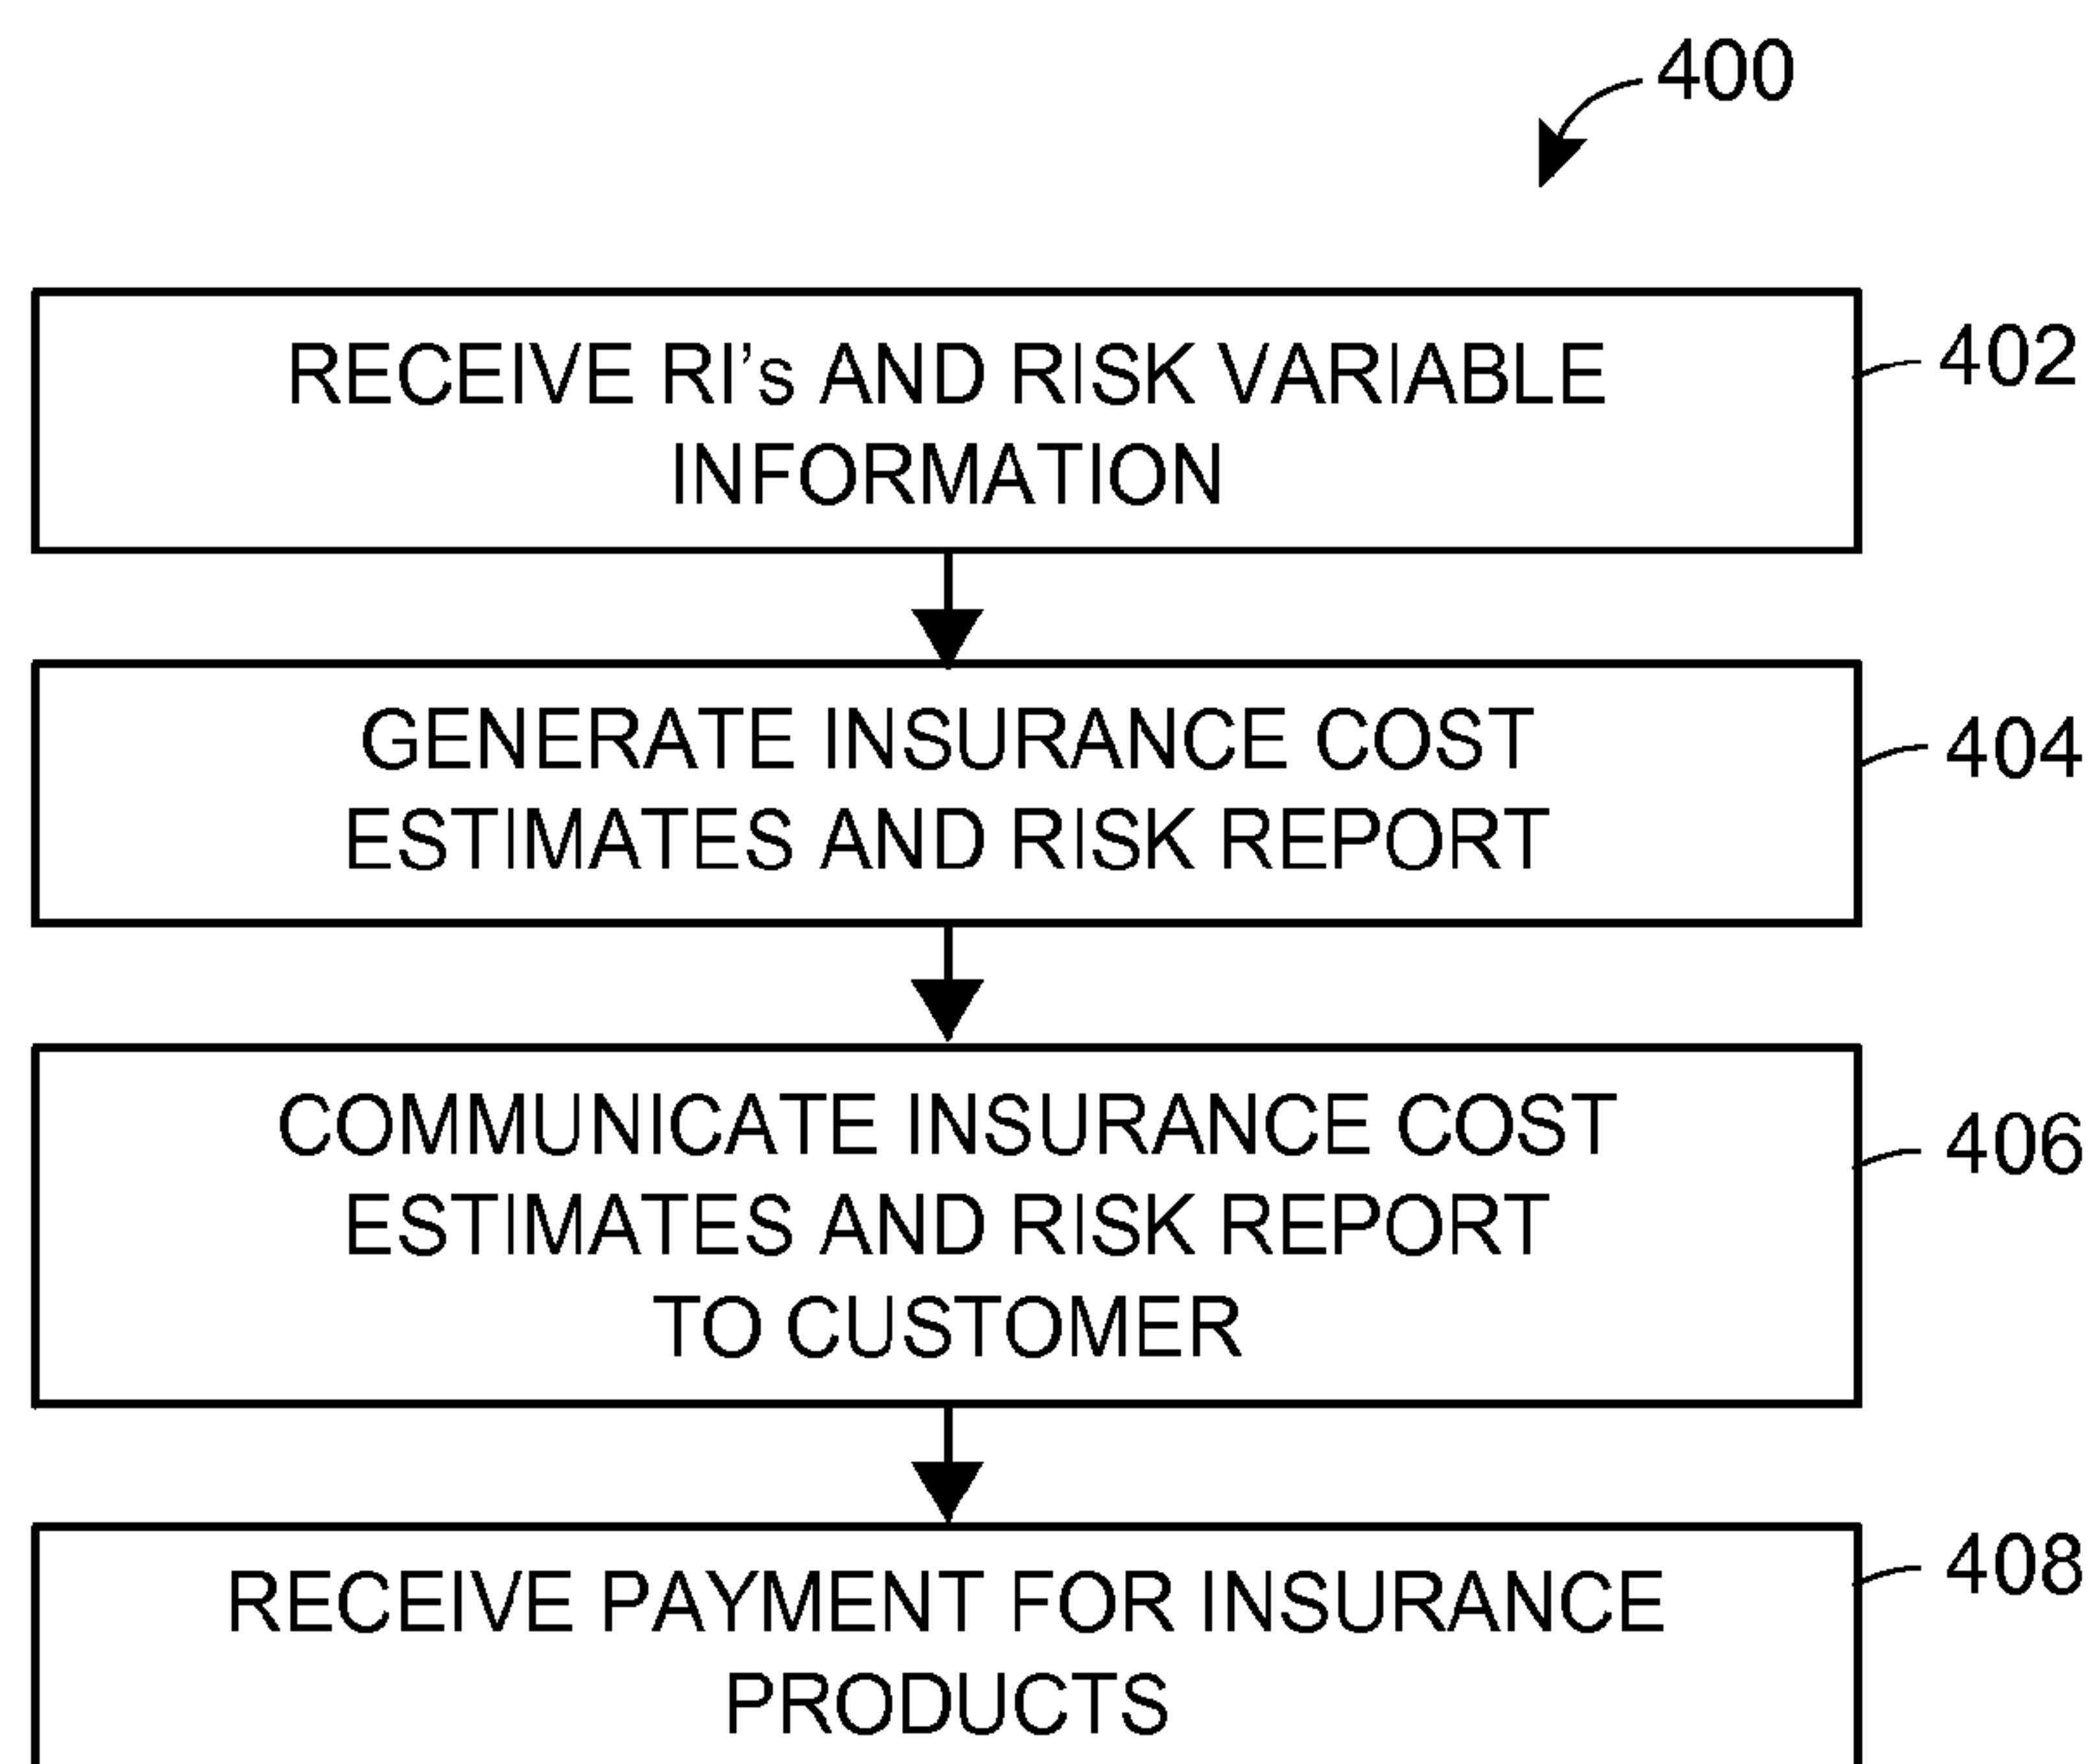 400
RECEIVE RI's AND RISK VARIABLE
INFORMATION
402
GENERATE INSURANCE COST
ESTIMATES AND RISK REPORT
404
COMMUNICATE INSURANCE COST
ESTIMATES AND RISK REPORT
TO CUSTOMER
406
RECEIVE PAYMENT FOR INSURANCE
PRODUCTS
408